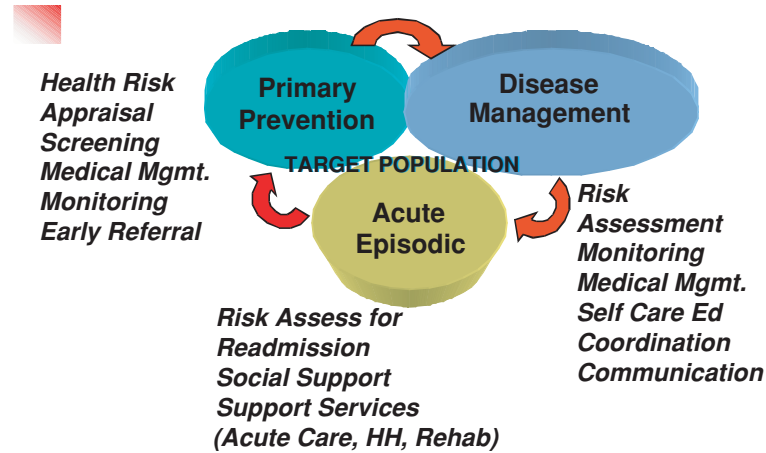 Primary
Prevention
Disease
Management
TARGET POPULATION
Acute
Episodic
Health Risk
Appraisal
Screening
Medical Mgmt.
Monitoring
Early Referral
Risk
Assessment
Monitoring
Medical Mgmt.
Self Care Ed
Coordination
Communication
Risk Assess for
Readmission
Social Support
Support Services
(Acute Care, HH, Rehab)